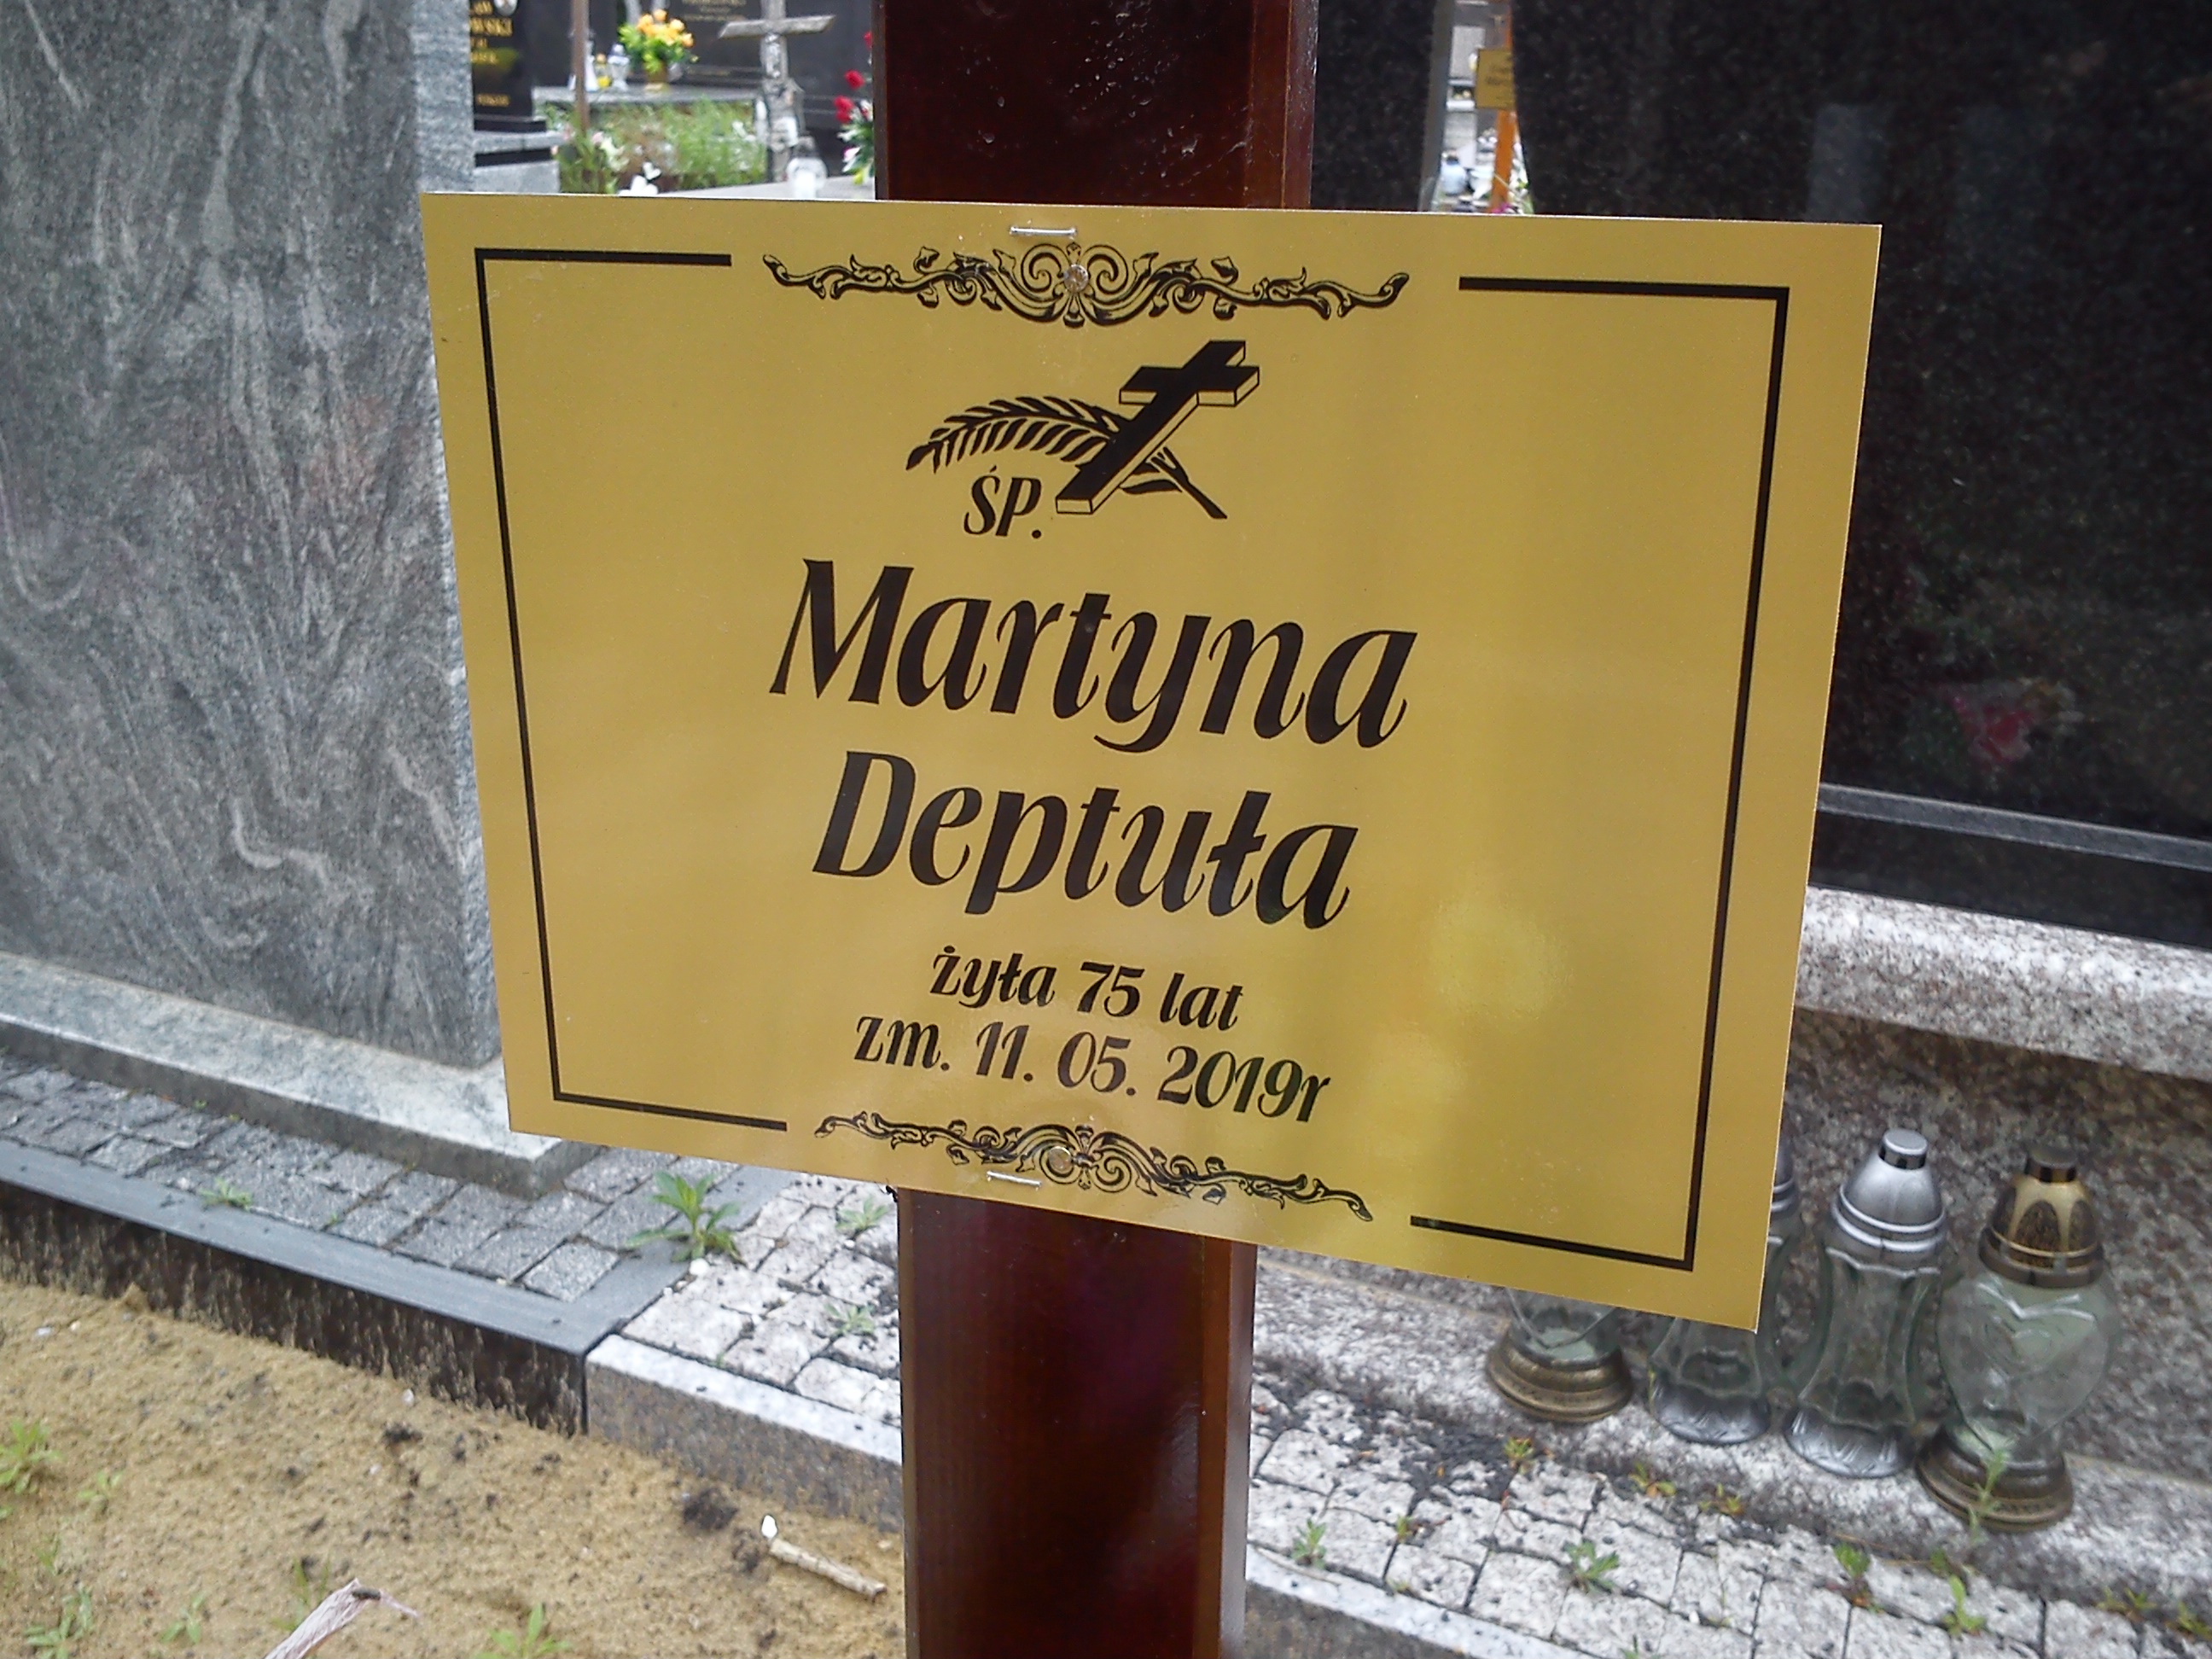 ŚP.
Martyna
Deptuła
żyła 75 lat
zm. 11. 05. 2019r